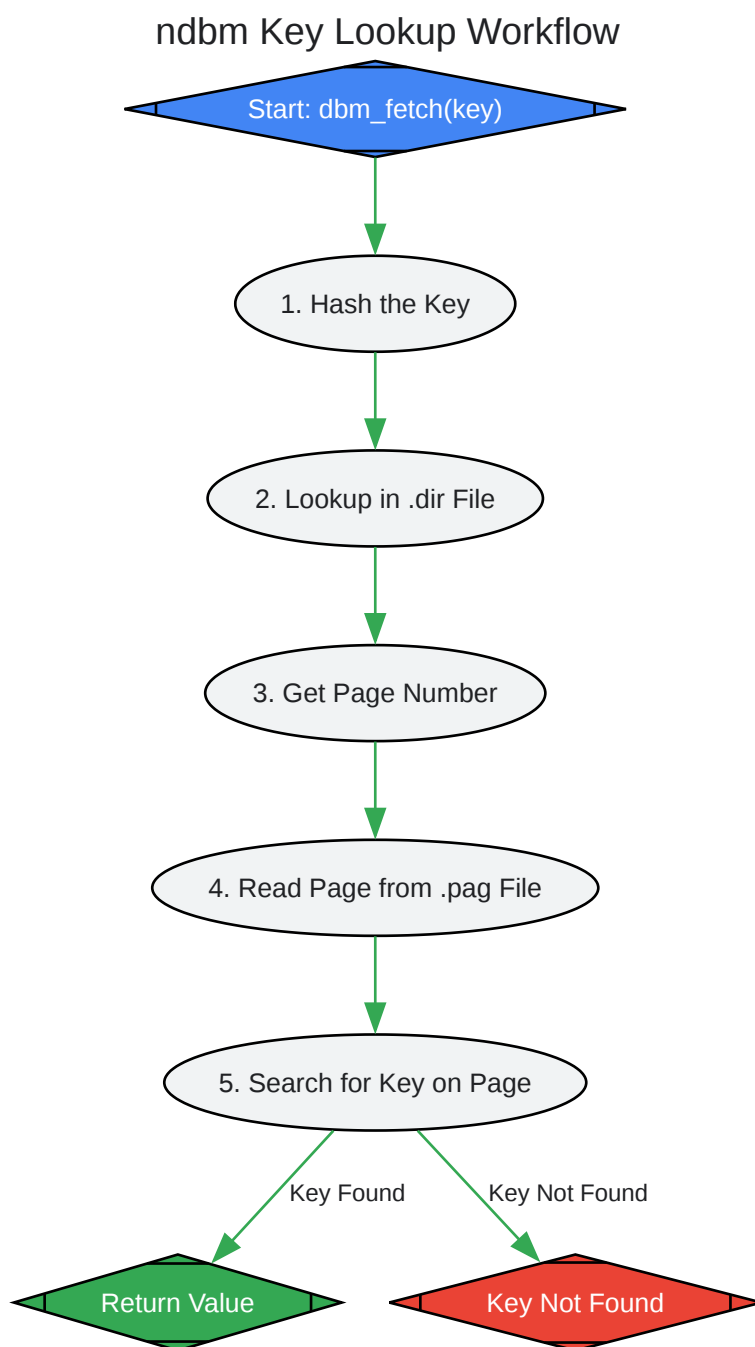 ndbm Key Lookup Workflow
Start: dbm_fetch(key)
1. Hash the Key
2. Lookup in .dir File
3. Get Page Number
4. Read Page from .pag File
5. Search for Key on Page
Key Found
Key Not Found
Return Value
Key Not Found